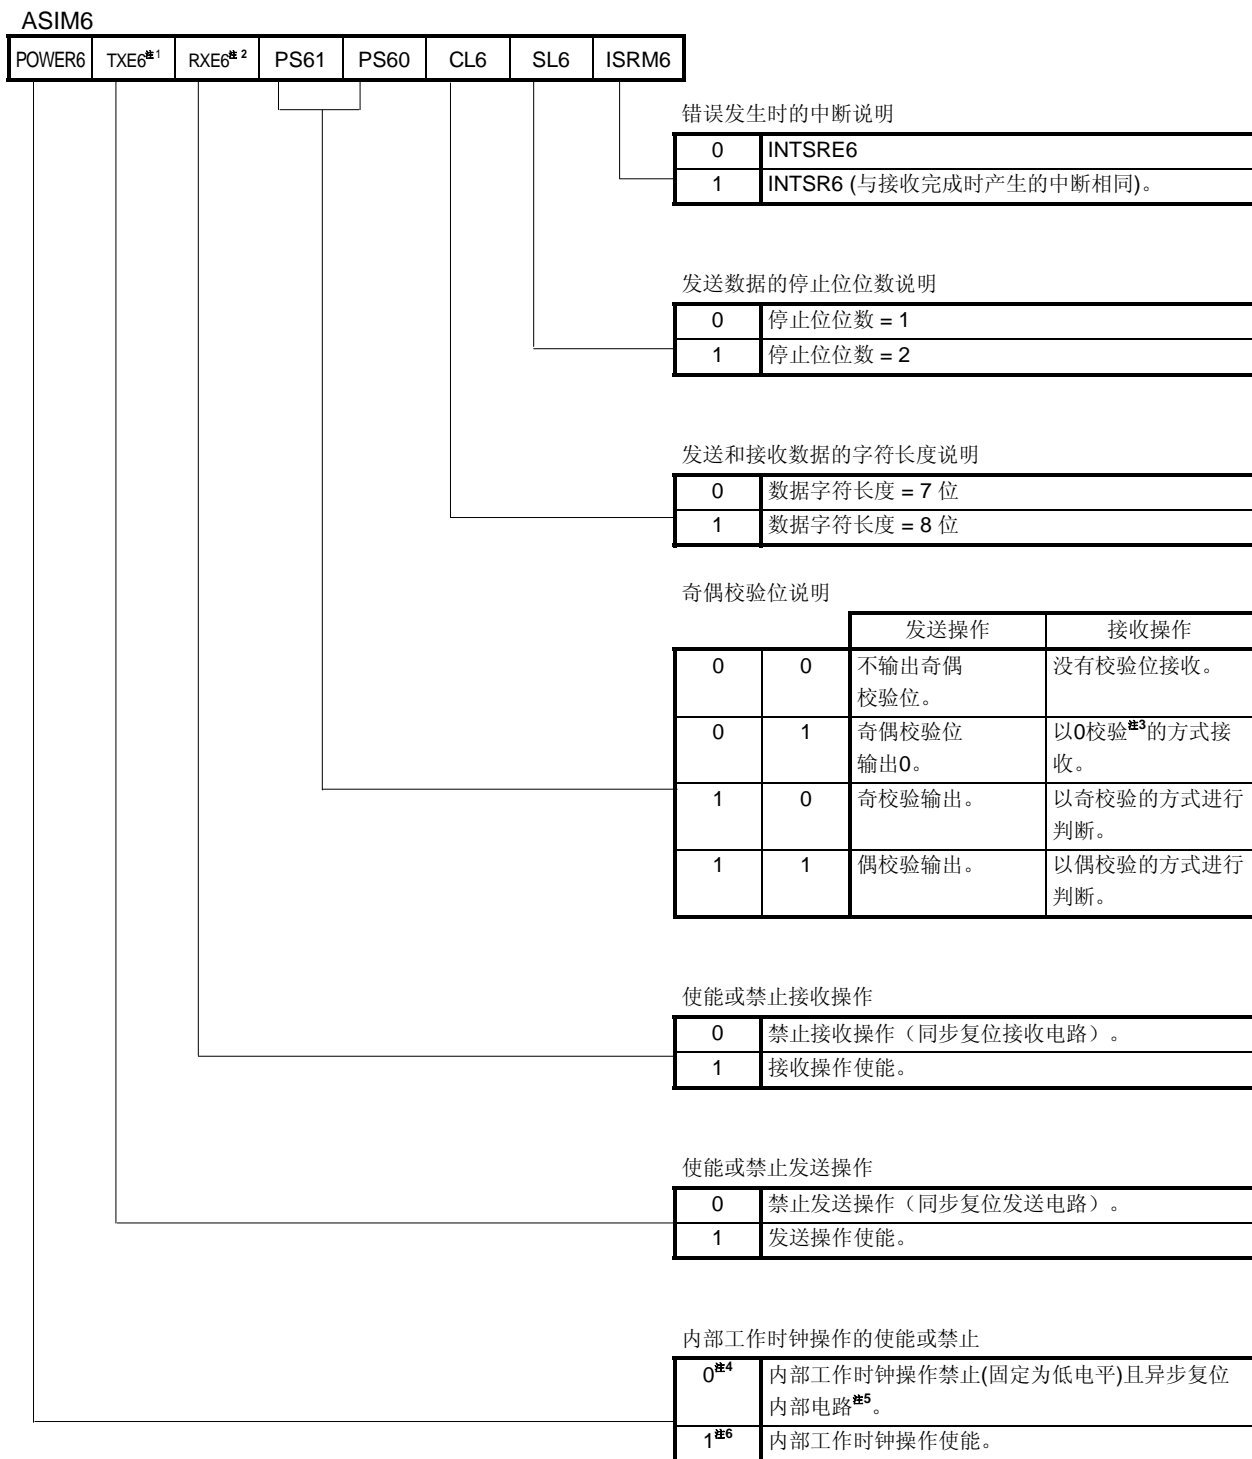 ASIM6
POWER6 TXE6注1 RXE6注2 PS61 PS60 CL6 SL6 ISRM6
错误发生时的中断说明
0 INTSRE6
1 INTSR6 (与接收完成时产生的中断相同)。
发送数据的停止位位数说明
0 停止位位数 = 1
1 停止位位数 = 2
发送和接收数据的字符长度说明
0 数据字符长度 = 7 位
1 数据字符长度 = 8 位
奇偶校验位说明
发送操作 接收操作
0 0 不输出奇偶 没有校验位接收。
校验位。
0 1 奇偶校验位 以0校验注3的方式接
输出0。 收。
1 0 奇校验输出。 以奇校验的方式进行
判断。
1 1 偶校验输出。 以偶校验的方式进行
判断。
使能或禁止接收操作
0 禁止接收操作（同步复位接收电路）。
1 接收操作使能。
使能或禁止发送操作
0 禁止发送操作（同步复位发送电路）。
1 发送操作使能。
内部工作时钟操作的使能或禁止
0注4 内部工作时钟操作禁止(固定为低电平)且异步复位
内部电路注5。
1注6 内部工作时钟操作使能。